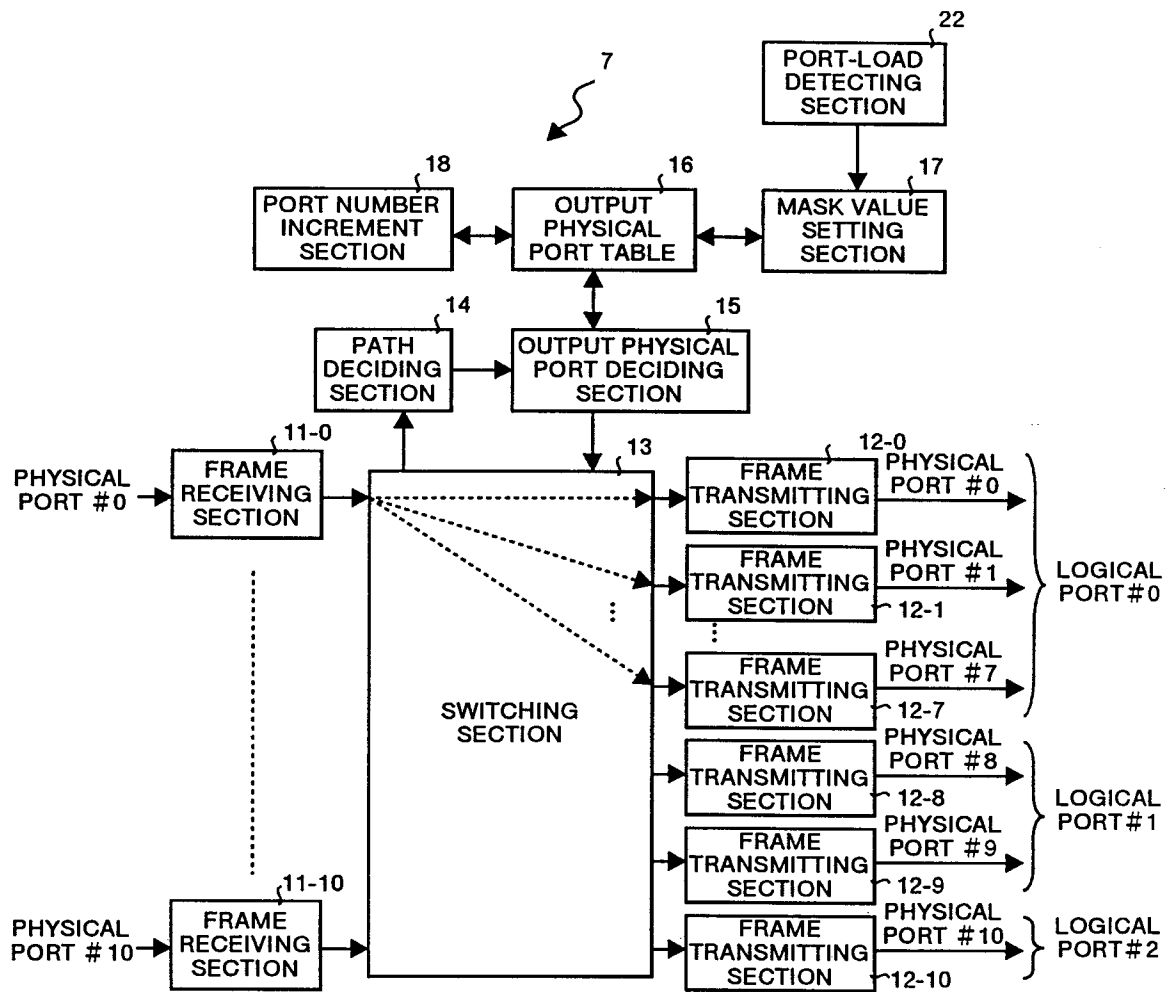 22
PORT-LOAD
DETECTING
SECTION
7
18
PORT NUMBER
INCREMENT
SECTION
16
OUTPUT
PHYSICAL
PORT TABLE
17
MASK VALUE
SETTING
SECTION
14
PATH
DECIDING
SECTION
15
OUTPUT PHYSICAL
PORT DECIDING
SECTION
PHYSICAL
PORT #0
11-0
FRAME
RECEIVING
SECTION
13
SWITCHING
SECTION
12-0
FRAME
TRANSMITTING
SECTION
PHYSICAL
PORT #0
FRAME
TRANSMITTING
SECTION
12-1
PHYSICAL
PORT #1
LOGICAL
PORT #0
FRAME
TRANSMITTING
SECTION
12-7
PHYSICAL
PORT #7
FRAME
TRANSMITTING
SECTION
12-8
PHYSICAL
PORT #8
LOGICAL
PORT #1
FRAME
TRANSMITTING
SECTION
12-9
PHYSICAL
PORT #9
PHYSICAL
PORT #10
11-10
FRAME
RECEIVING
SECTION
FRAME
TRANSMITTING
SECTION
12-10
PHYSICAL
PORT #10
LOGICAL
PORT #2